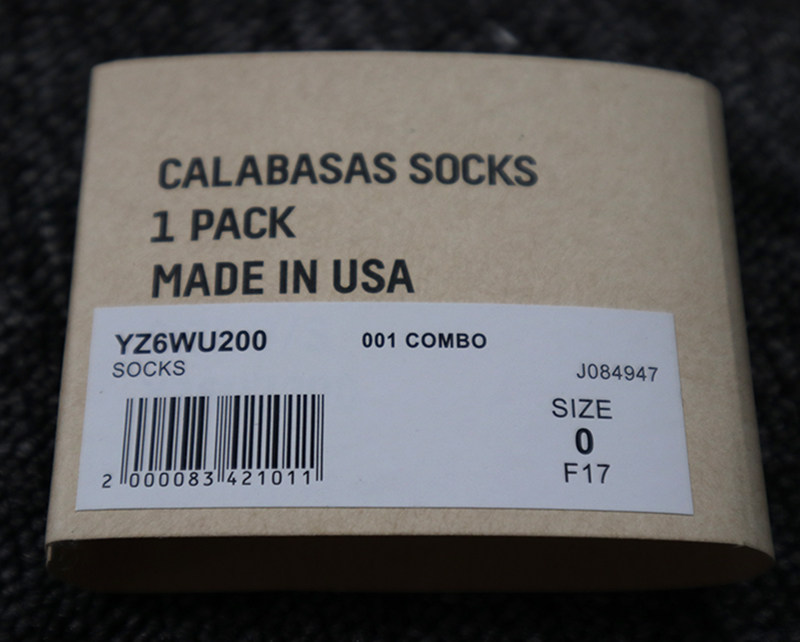 CALABASAS SOCKS
1 PACK
MADE IN USA
YZ6WU200 001 COMBO
SOCKS
J084947
SIZE
0
F17
2 000083 421011